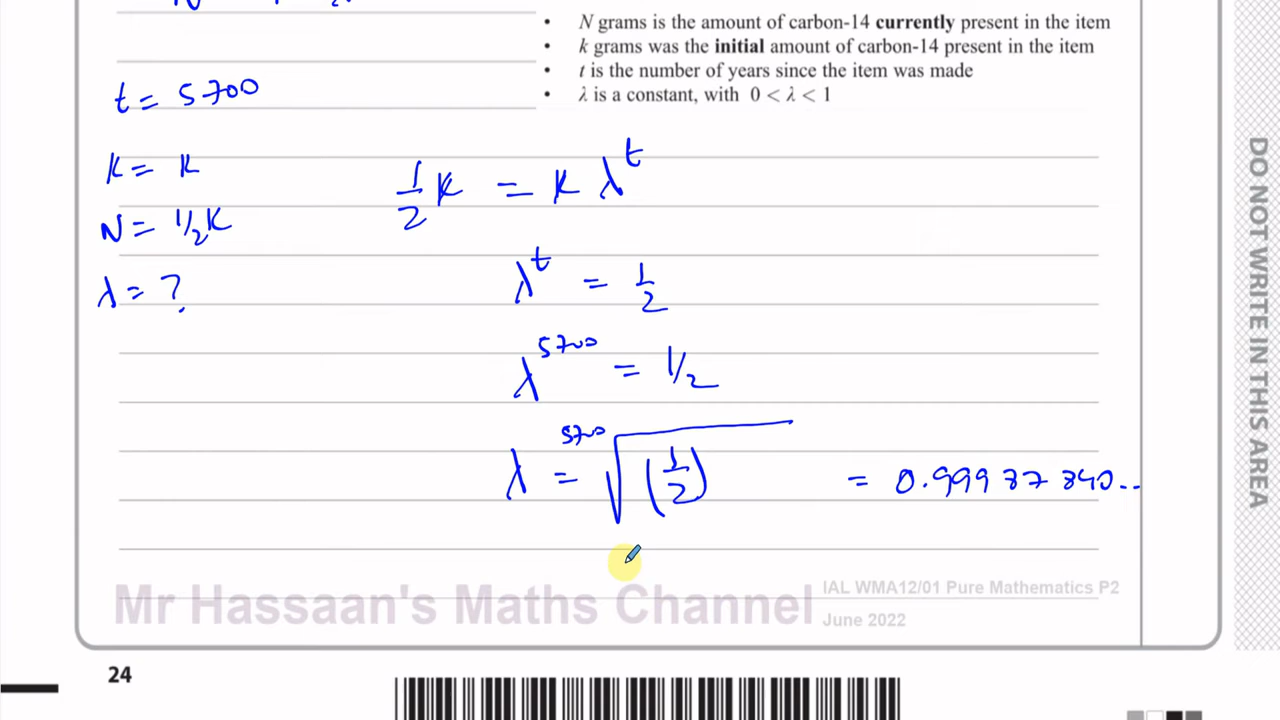 • N grams is the amount of carbon-14 currently present in the item
• k grams was the initial amount of carbon-14 present in the item
• t is the number of years since the item was made
• λ is a constant, with 0 < λ < 1
t = 5700
k = k
N = 1/2 k
λ = ?
1/2 k = k λ^t
λ^t = 1/2
λ^5700 = 1/2
λ = ⁵⁷⁰⁰√(1/2) = 0.99987840..
DO NOT WRITE IN THIS AREA
Mr Hassaan's Maths Channel
IAL WMA12/01 Pure Mathematics P2
June 2022
24